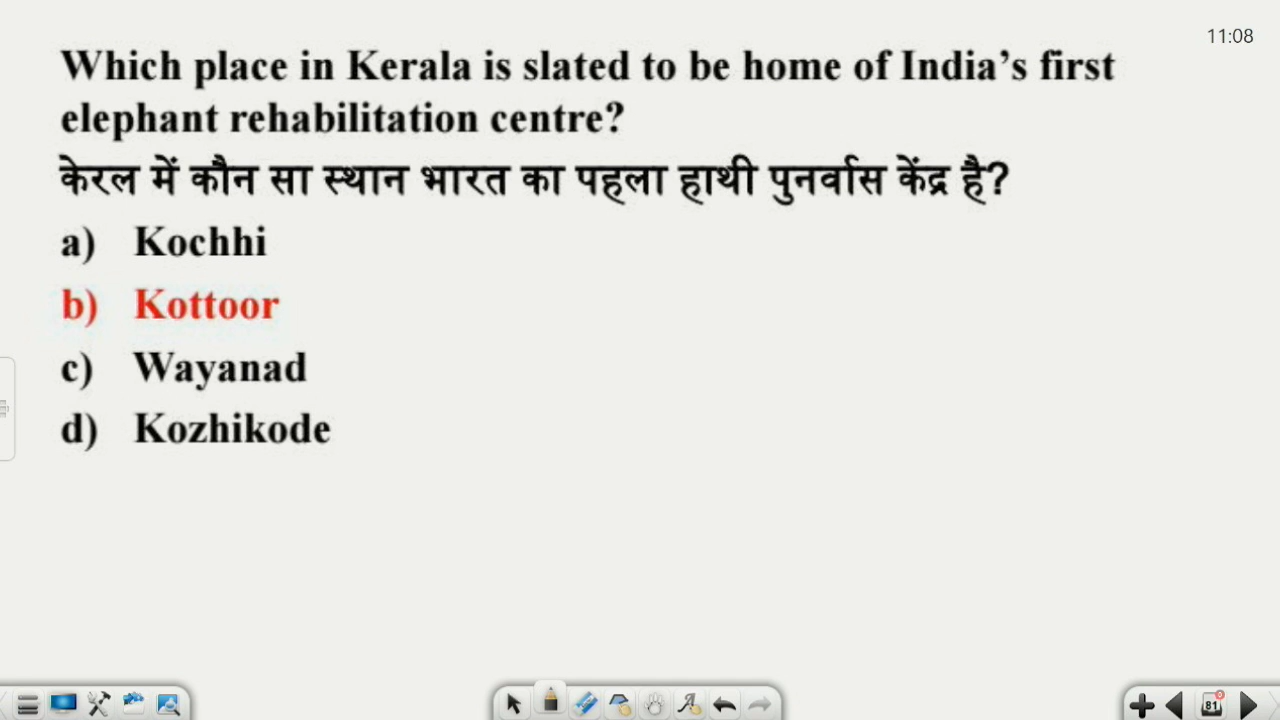 11:08
Which place in Kerala is slated to be home of India's first
elephant rehabilitation centre?
केरल में कौन सा स्थान भारत का पहला हाथी पुनर्वास केंद्र है?
a) Kochhi
b) Kottoor
c) Wayanad
d) Kozhikode
81